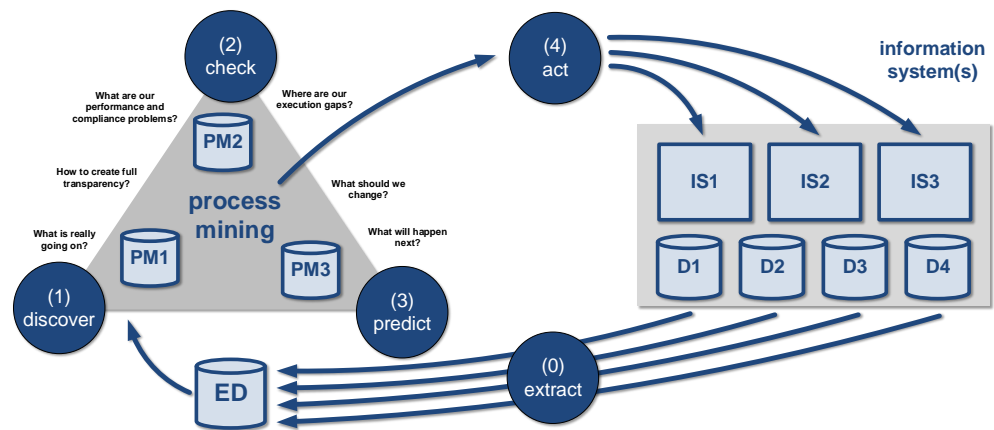 (2)
check
What are our
performance and
compliance problems?
Where are our
execution gaps?
PM2
How to create full
transparency?
process
mining
What should we
change?
What is really
going on?
What will happen
next?
PM1
PM3
(1)
discover
(3)
predict
ED
(0)
extract
(4)
act
information
system(s)
IS1
IS2
IS3
D1
D2
D3
D4